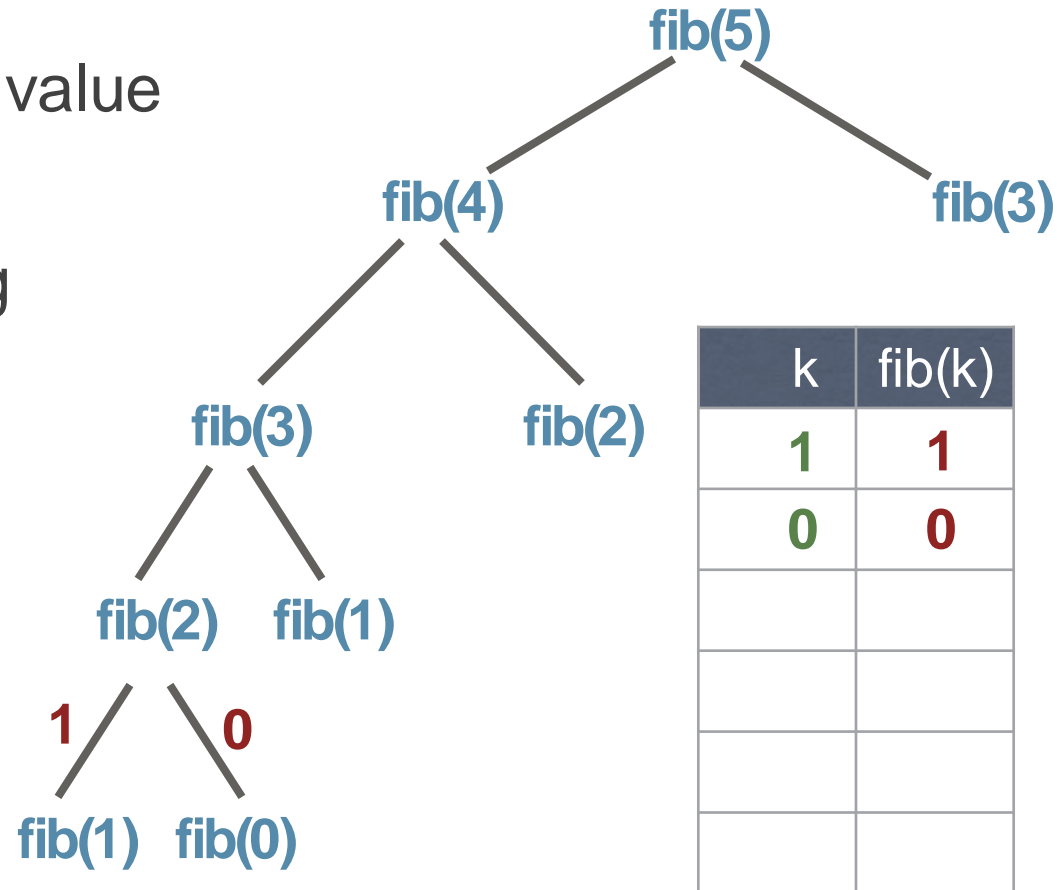 fib(5)
value
fib(4)
fib(3)
g
k fib(k)
fib(3)
fib(2)
1 1
0 0
fib(2)
fib(1)
1
0
fib(1)
fib(0)